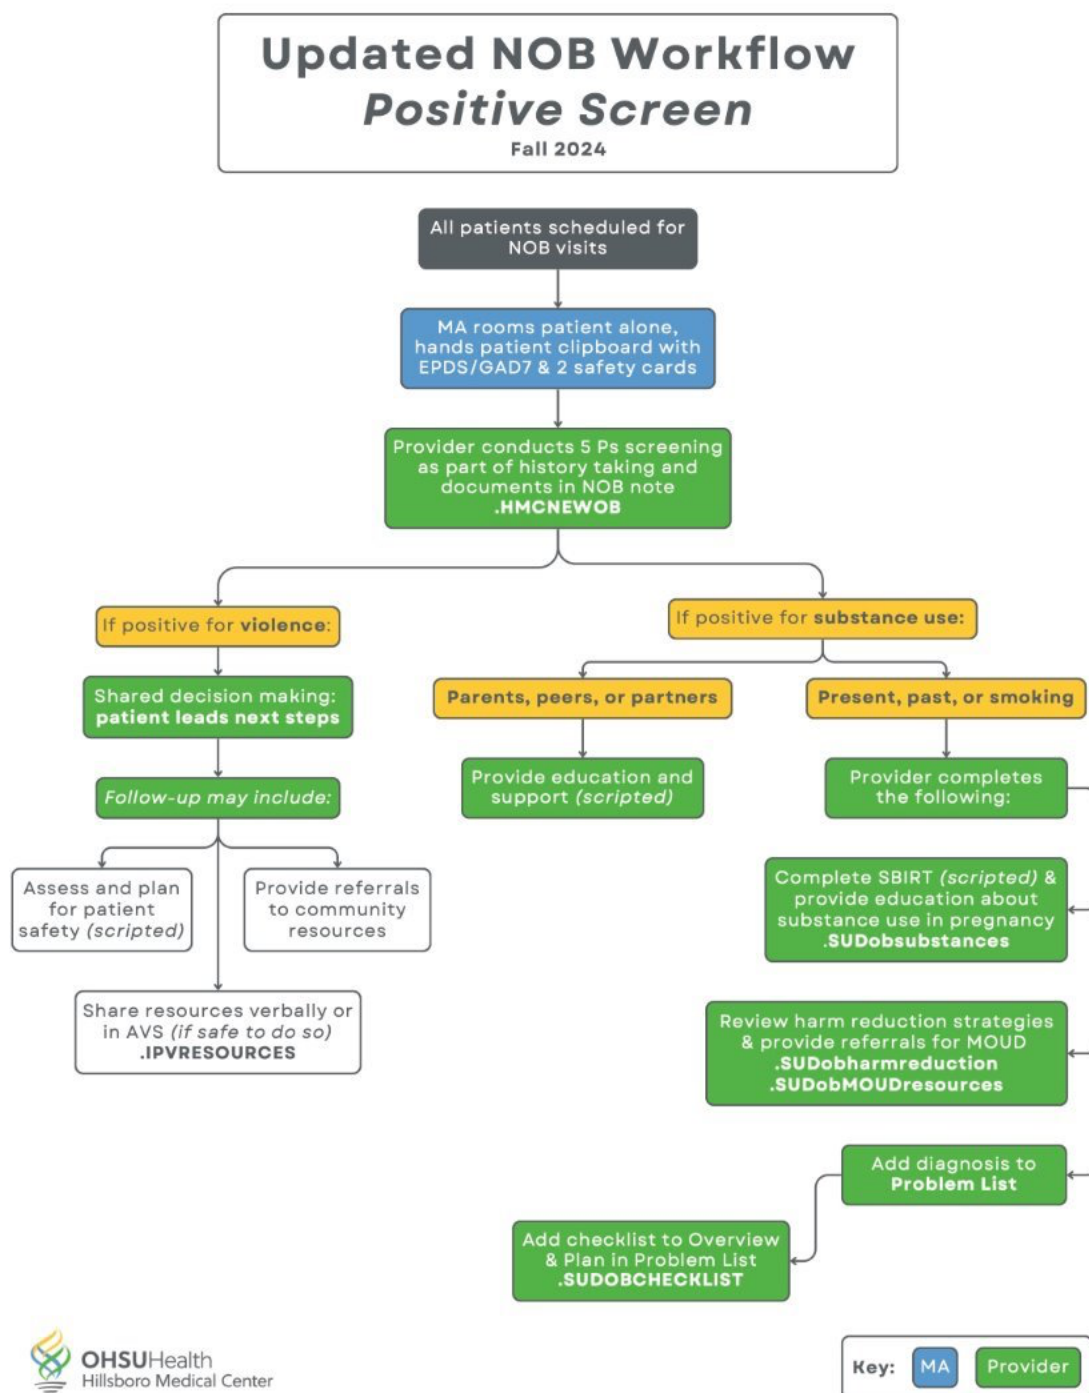 Updated NOB Workflow
Positive Screen
Fall 2024
All patients scheduled for
NOB visits
MA rooms patient alone,
hands patient clipboard with
EPDS/GAD7 & 2 safety cards
Provider conducts 5 Ps screening
as part of history taking and
documents in NOB note
.HMCNEWOB
If positive for violence:
Shared decision making:
patient leads next steps
Follow-up may include:
Assess and plan
for patient
safety (scripted)
Provide referrals
to community
resources
Share resources verbally or
in AVS (if safe to do so)
.IPVRESOURCES
If positive for substance use:
Parents, peers, or partners
Provide education and
support (scripted)
Present, past, or smoking
Provider completes
the following:
Complete SBIRT (scripted) &
provide education about
substance use in pregnancy
.SUDobsubstances
Review harm reduction strategies
& provide referrals for MOUD
.SUDobharmreduction
.SUDobMOUDresources
Add diagnosis to
Problem List
Add checklist to Overview
& Plan in Problem List
.SUDOBCHECKLIST
OHSUHealth
Hillsboro Medical Center
Key: MA Provider